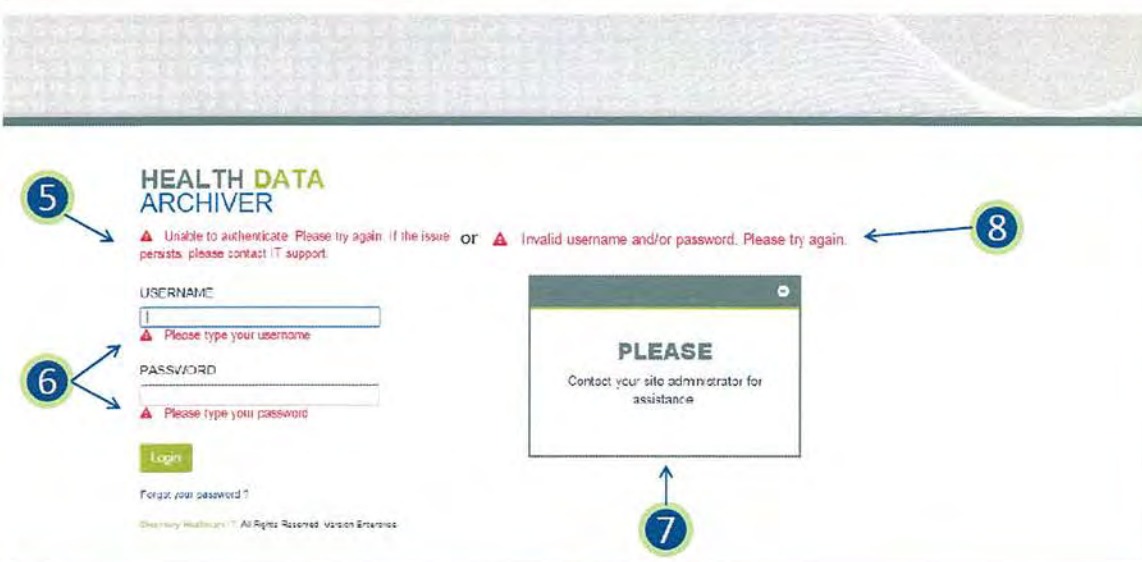 HEALTH DATA
ARCHIVER
5
Unable to authenticate. Please try again. If the issue
persists, please contact IT support.
or
Invalid username and/or password. Please try again.
8
USERNAME
Please type your username
6
PASSWORD
Please type your password
PLEASE
Contact your site administrator for
assistance
Login
7
Forgot your password ?
All Rights Reserved. Version Enterprise